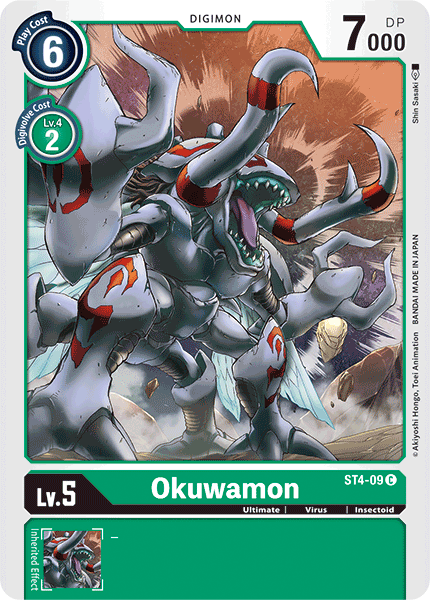 Play Cost
6
DIGIMON
7000
DP
Digivolve Cost
Lv.4
2
Shin Sasaki
©Akiyoshi Hongo, Toei Animation BANDAI MADE IN JAPAN
Lv.5
Okuwamon
ST4-09 C
Ultimate | Virus | Insectoid
Inherited Effect
–